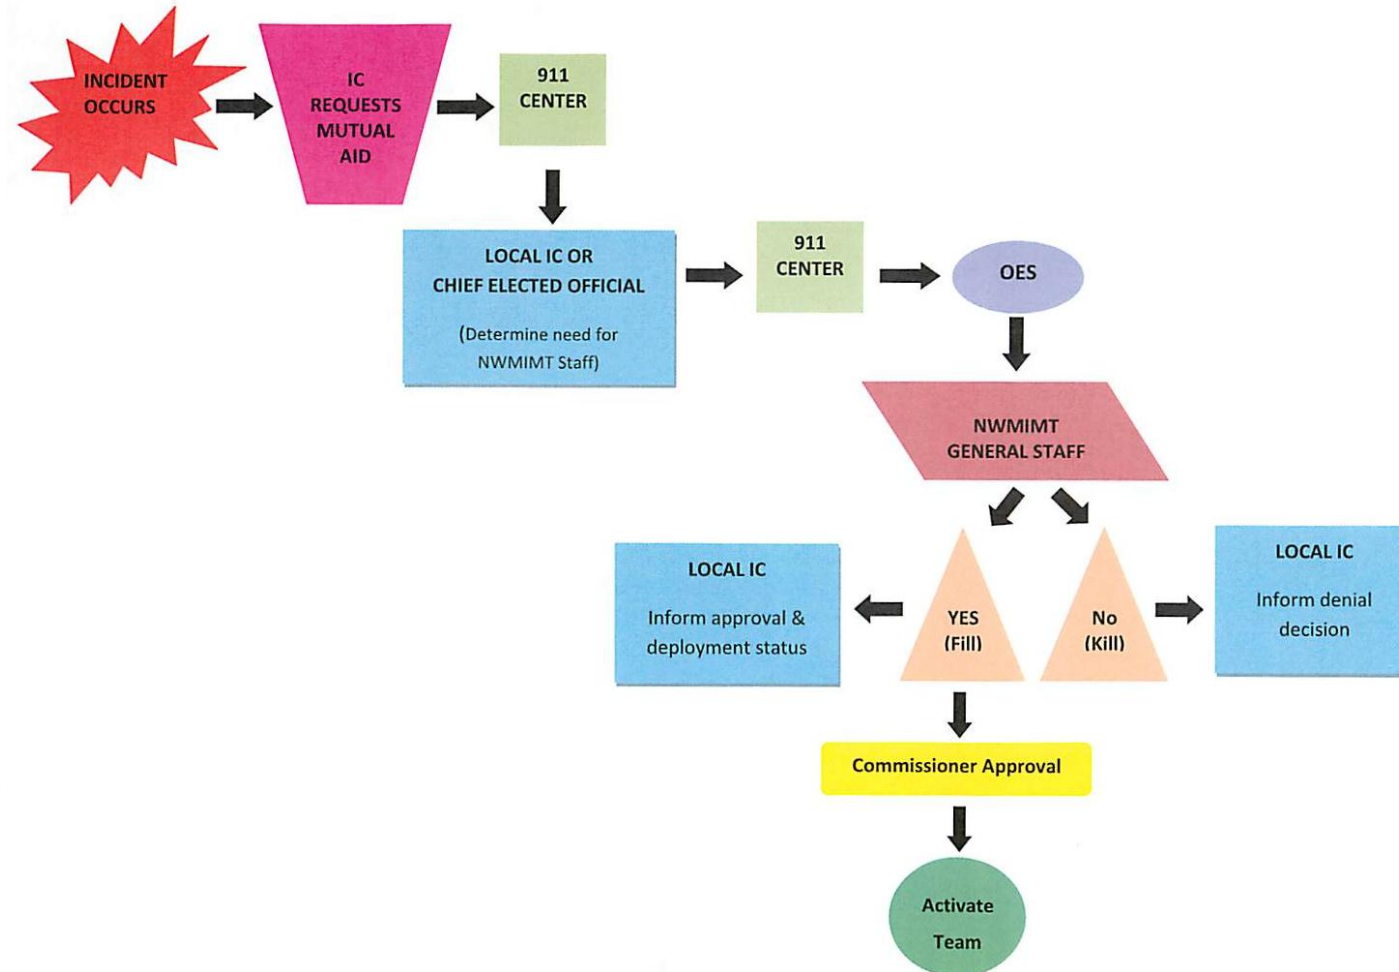 INCIDENT
OCCURS
IC
REQUESTS
MUTUAL
AID
911
CENTER
LOCAL IC OR
CHIEF ELECTED OFFICIAL
(Determine need for
NWMIMT Staff)
911
CENTER
OES
NWMIMT
GENERAL STAFF
LOCAL IC
Inform approval &
deployment status
YES
(Fill)
No
(Kill)
LOCAL IC
Inform denial
decision
Commissioner Approval
Activate
Team